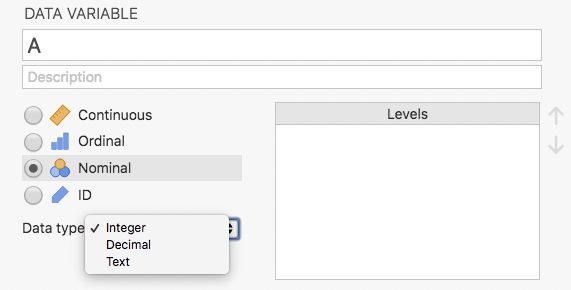 DATA VARIABLE
A
Description
Continuous
Ordinal
Nominal
ID
Data type
Integer
Decimal
Text
Levels